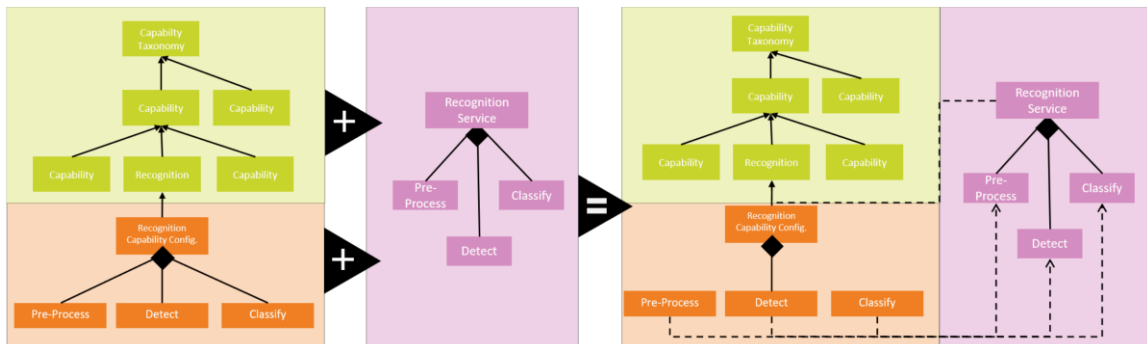 Capabilty
Taxonomy
Capability
Capability
Capability
Recognition
Capability
Recognition
Capability Config.
Pre-Process
Detect
Classify
+
+
Recognition
Service
Pre-
Process
Classify
Detect
=
Capabilty
Taxonomy
Capability
Capability
Capability
Recognition
Capability
Recognition
Capability Config.
Pre-Process
Detect
Classify
Recognition
Service
Pre-
Process
Classify
Detect